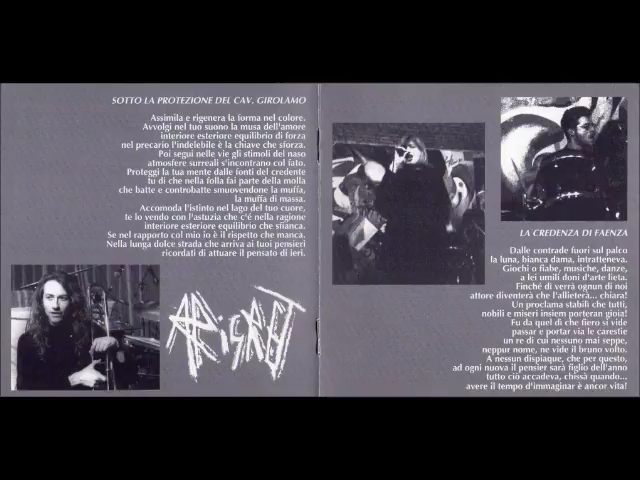 SOTTO LA PROTEZIONE DEL CAV. GIROLAMO
Assimila e rigenera la forma nel colore.
Avvolgi nel tuo suono la musa dell'amore
interiore esteriore equilibrio di forza
nel precario l'indelebile è la chiave che sforza.
Poi segui nelle vie gli stimoli del naso
atmosfere surreali s'incontrano col fato.
Proteggi la tua mente dalle fonti del credente
tu di che nella folla fai parte della molla
che batte e controbatte smuovendone la muffa,
la muffa di massa.
Accomoda l'istinto nel lago del tuo cuore,
te lo vendo con l'astuzia che c'é nella ragione
interiore esteriore equilibrio che sfianca.
Se nel rapporto col mio io è il rispetto che manca.
Nella lunga dolce strada che arriva ai tuoi pensieri
ricordati di attuare il pensato di ieri.
LA CREDENZA DI FAENZA
Dalle contrade fuori sul palco
la luna, bianca dama, intratteneva.
Giochi o fiabe, musiche, danze,
a lei umili doni d'arte fieta.
Finché di verrà ognun di noi
attore diventerà che l'allieterà... chiara!
Un proclama stabilì che tutti,
nobili e miseri insiem porteran gioia!
Fu da quel dì che fiero si vide
passar e portar via le carestie
un re di cui nessuno mai seppe,
neppur nome, ne vide il bruno volto.
A nessun dispiaque, che per questo,
ad ogni nuova il pensier sarà figlio dell'anno
tutto ciò accadeva, chissà quando...
avere il tempo d'immaginar è ancor vita!